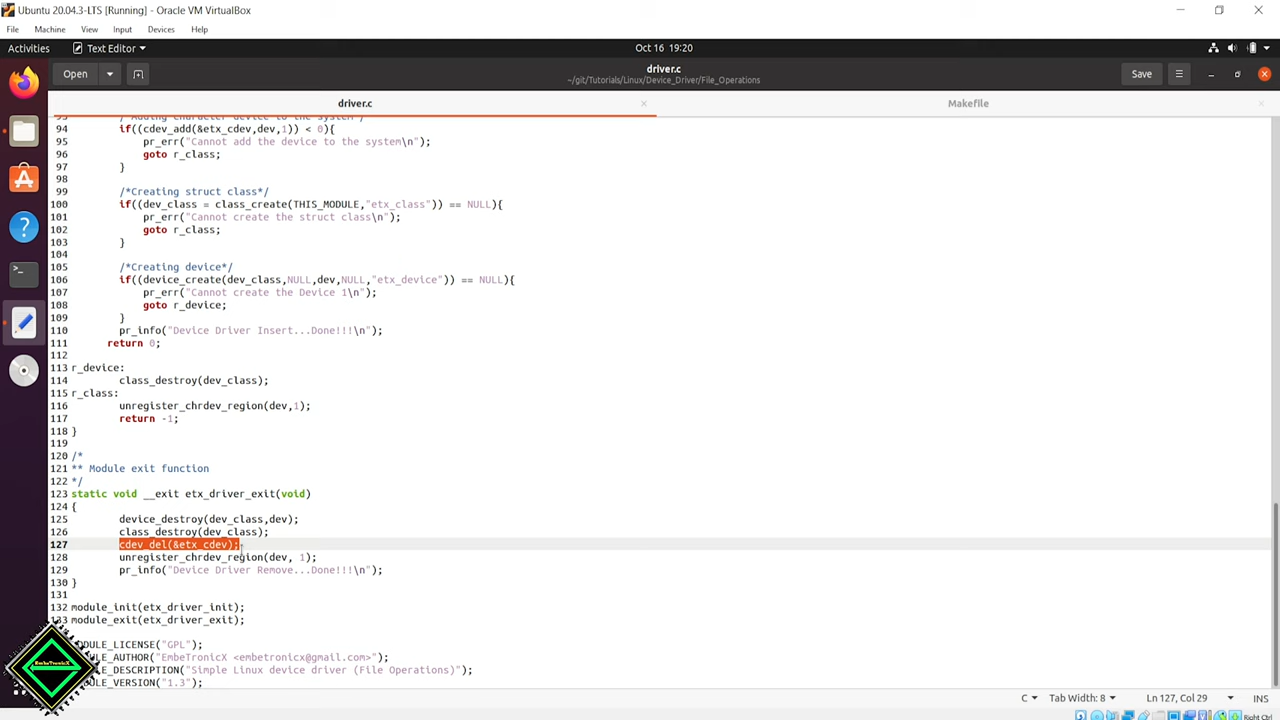 Ubuntu 20.04.3-LTS [Running] - Oracle VM VirtualBox
File Machine View Input Devices Help
Activities Text Editor Oct 16 19:20
Open driver.c Save
~/git/Tutorials/Linux/Device_Driver/File_Operations
driver.c Makefile
93 /*Adding character device to the system*/
94 if((cdev_add(&etx_cdev,dev,1)) < 0){
95 pr_err("Cannot add the device to the system\n");
96 goto r_class;
97 }
98
99 /*Creating struct class*/
100 if((dev_class = class_create(THIS_MODULE,"etx_class")) == NULL){
101 pr_err("Cannot create the struct class\n");
102 goto r_class;
103 }
104
105 /*Creating device*/
106 if((device_create(dev_class,NULL,dev,NULL,"etx_device")) == NULL){
107 pr_err("Cannot create the Device 1\n");
108 goto r_device;
109 }
110 pr_info("Device Driver Insert...Done!!!\n");
111 return 0;
112
113 r_device:
114 class_destroy(dev_class);
115 r_class:
116 unregister_chrdev_region(dev,1);
117 return -1;
118 }
119
120 /*
121 ** Module exit function
122 */
123 static void __exit etx_driver_exit(void)
124 {
125 device_destroy(dev_class,dev);
126 class_destroy(dev_class);
127 cdev_del(&etx_cdev);
128 unregister_chrdev_region(dev, 1);
129 pr_info("Device Driver Remove...Done!!!\n");
130 }
131
132 module_init(etx_driver_init);
133 module_exit(etx_driver_exit);
ODULE_LICENSE("GPL");
ULE_AUTHOR("EmbeTronicX <embetronicx@gmail.com>");
LE_DESCRIPTION("Simple Linux device driver (File Operations)");
ULE_VERSION("1.3");
EmbeTronicX
C Tab Width: 8 Ln 127, Col 29 INS
Right Ctrl